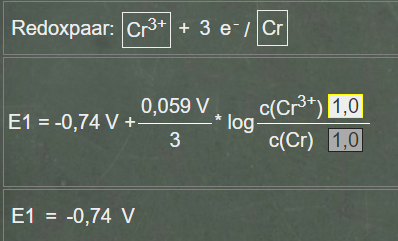 Redoxpaar: Cr³⁺ + 3 e⁻ / Cr
0,059 V c(Cr³⁺) 1,0
E1 = -0,74 V + * log
3 c(Cr) 1,0
E1 = -0,74 V